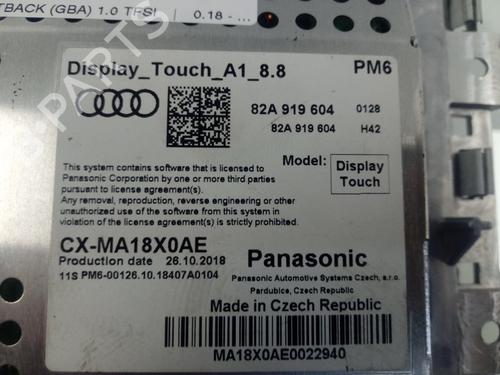 TBACK (GBA) 1.0 TFSI 0.18 - ...
Display_Touch_A1_8.8 PM6
82A 919 604 0128
82A 919 604 H42
This system contains software that is licensed to
Panasonic Corporation by one or more third parties
pursuant to license agreement(s).
Any removal, reproduction, reverse engineering or other
unauthorized use of the software in this system in
violation of the license agreement(s) is strictly prohibited.
Model: Display
Touch
CX-MA18X0AE Panasonic
Production date 26.10.2018
Panasonic Automotive Systems Czech, s.r.o.
11S PM6-00126.10.18407A0104
Pardubice, Czech Republic
Made in Czech Republic
MA18X0AE0022940